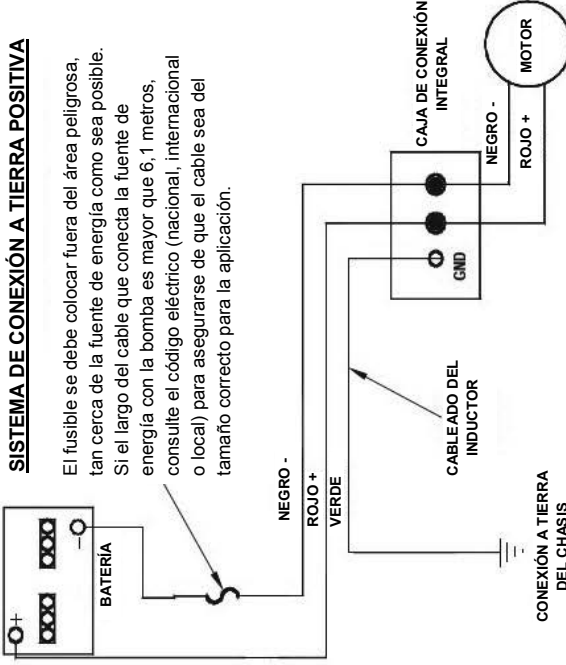 SISTEMA DE CONEXIÓN A TIERRA POSITIVA
El fusible se debe colocar fuera del área peligrosa,
tan cerca de la fuente de energía como sea posible.
Si el largo del cable que conecta la fuente de
energía con la bomba es mayor que 6,1 metros,
consulte el código eléctrico (nacional, internacional
o local) para asegurarse de que el cable sea del
tamaño correcto para la aplicación.
+
-
BATERÍA
NEGRO -
ROJO +
VERDE
CAJA DE CONEXIÓN
INTEGRAL
GND
NEGRO -
ROJO +
MOTOR
CABLEADO DEL
INDUCTOR
CONEXIÓN A TIERRA
DEL CHASIS